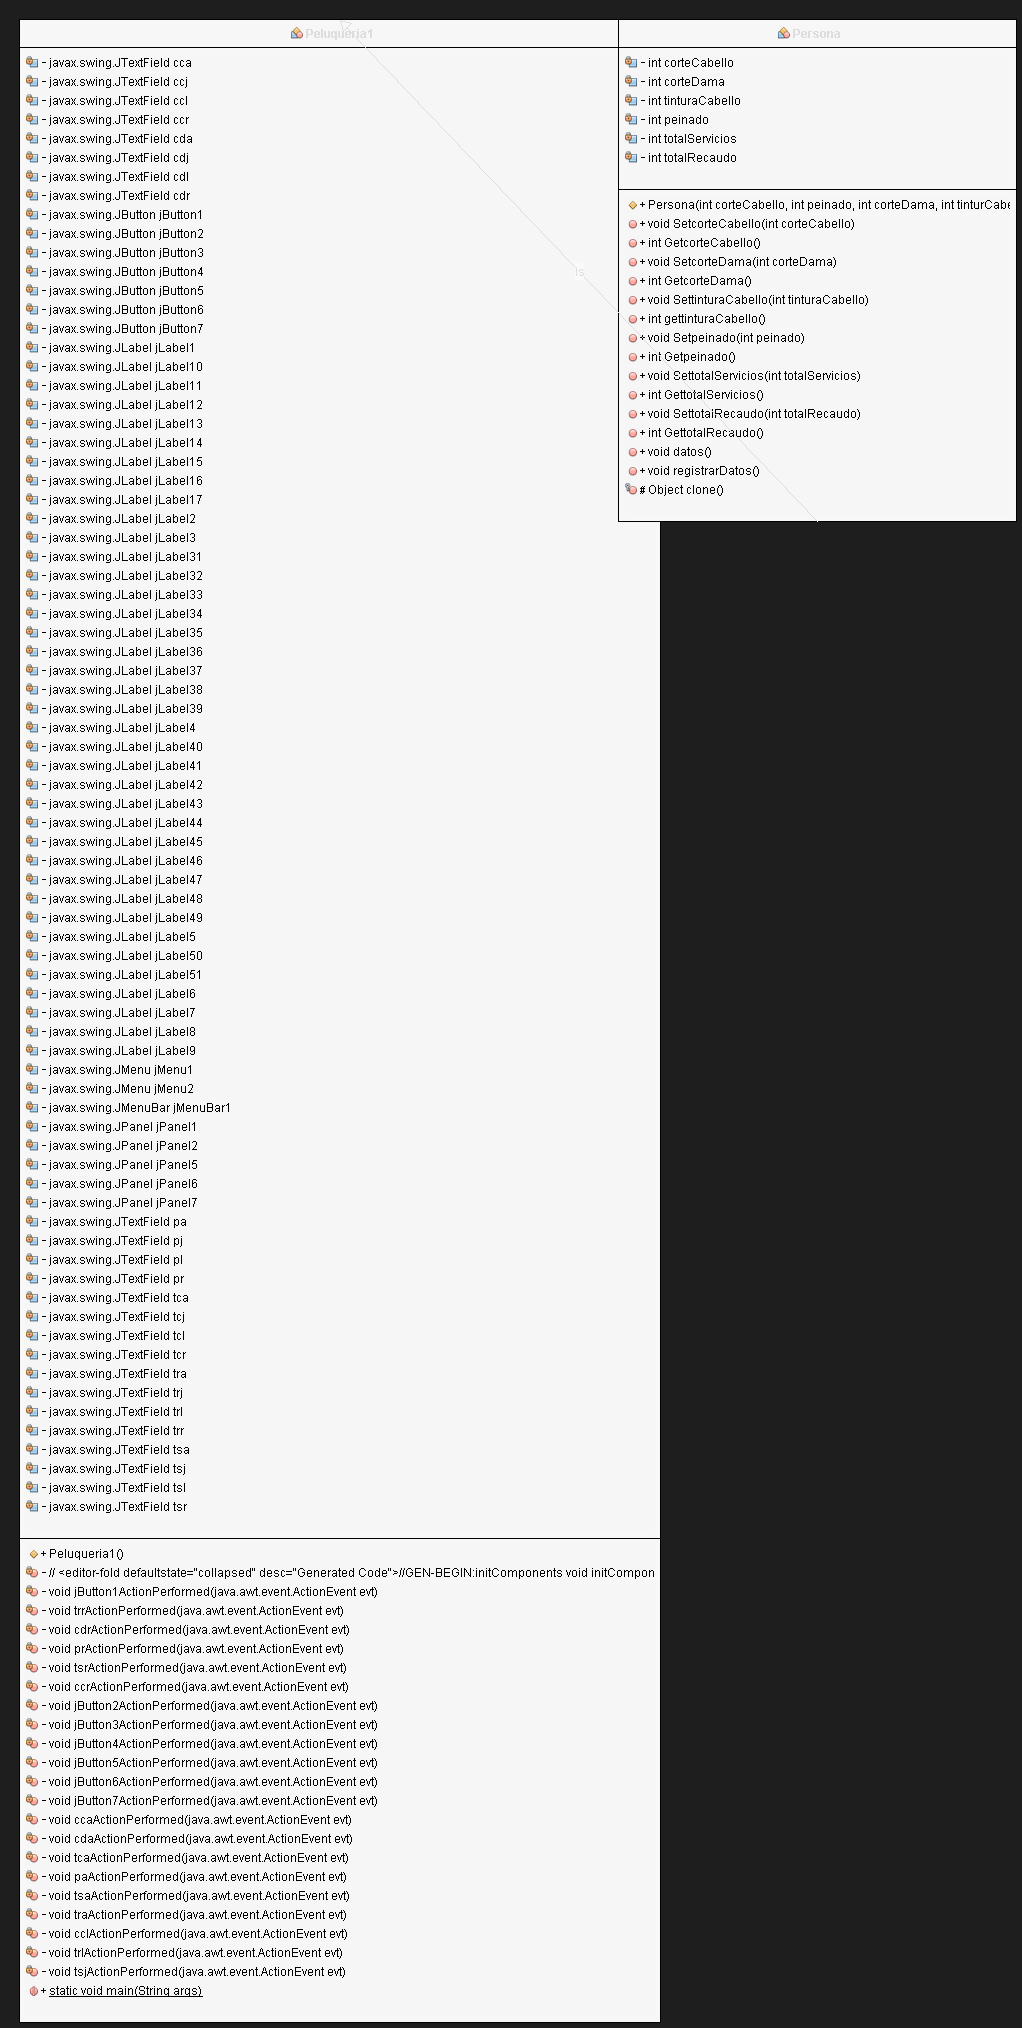 Peluqueria1
- javax.swing.JTextField cca
- javax.swing.JTextField ccj
- javax.swing.JTextField ccl
- javax.swing.JTextField ccr
- javax.swing.JTextField cda
- javax.swing.JTextField cdj
- javax.swing.JTextField cdl
- javax.swing.JTextField cdr
- javax.swing.JButton jButton1
- javax.swing.JButton jButton2
- javax.swing.JButton jButton3
- javax.swing.JButton jButton4
- javax.swing.JButton jButton5
- javax.swing.JButton jButton6
- javax.swing.JButton jButton7
- javax.swing.JLabel jLabel1
- javax.swing.JLabel jLabel10
- javax.swing.JLabel jLabel11
- javax.swing.JLabel jLabel12
- javax.swing.JLabel jLabel13
- javax.swing.JLabel jLabel14
- javax.swing.JLabel jLabel15
- javax.swing.JLabel jLabel16
- javax.swing.JLabel jLabel17
- javax.swing.JLabel jLabel2
- javax.swing.JLabel jLabel3
- javax.swing.JLabel jLabel31
- javax.swing.JLabel jLabel32
- javax.swing.JLabel jLabel33
- javax.swing.JLabel jLabel34
- javax.swing.JLabel jLabel35
- javax.swing.JLabel jLabel36
- javax.swing.JLabel jLabel37
- javax.swing.JLabel jLabel38
- javax.swing.JLabel jLabel39
- javax.swing.JLabel jLabel4
- javax.swing.JLabel jLabel40
- javax.swing.JLabel jLabel41
- javax.swing.JLabel jLabel42
- javax.swing.JLabel jLabel43
- javax.swing.JLabel jLabel44
- javax.swing.JLabel jLabel45
- javax.swing.JLabel jLabel46
- javax.swing.JLabel jLabel47
- javax.swing.JLabel jLabel48
- javax.swing.JLabel jLabel49
- javax.swing.JLabel jLabel5
- javax.swing.JLabel jLabel50
- javax.swing.JLabel jLabel51
- javax.swing.JLabel jLabel6
- javax.swing.JLabel jLabel7
- javax.swing.JLabel jLabel8
- javax.swing.JLabel jLabel9
- javax.swing.JMenu jMenu1
- javax.swing.JMenu jMenu2
- javax.swing.JMenuBar jMenuBar1
- javax.swing.JPanel jPanel1
- javax.swing.JPanel jPanel2
- javax.swing.JPanel jPanel5
- javax.swing.JPanel jPanel6
- javax.swing.JPanel jPanel7
- javax.swing.JTextField pa
- javax.swing.JTextField pj
- javax.swing.JTextField pl
- javax.swing.JTextField pr
- javax.swing.JTextField tca
- javax.swing.JTextField tcj
- javax.swing.JTextField tcl
- javax.swing.JTextField tcr
- javax.swing.JTextField tra
- javax.swing.JTextField trj
- javax.swing.JTextField trl
- javax.swing.JTextField trr
- javax.swing.JTextField tsa
- javax.swing.JTextField tsj
- javax.swing.JTextField tsl
- javax.swing.JTextField tsr
+ Peluqueria1()
- // <editor-fold defaultstate="collapsed" desc="Generated Code">//GEN-BEGIN:initComponents void initCompon
- void jButton1ActionPerformed(java.awt.event.ActionEvent evt)
- void trrActionPerformed(java.awt.event.ActionEvent evt)
- void cdrActionPerformed(java.awt.event.ActionEvent evt)
- void prActionPerformed(java.awt.event.ActionEvent evt)
- void tsrActionPerformed(java.awt.event.ActionEvent evt)
- void ccrActionPerformed(java.awt.event.ActionEvent evt)
- void jButton2ActionPerformed(java.awt.event.ActionEvent evt)
- void jButton3ActionPerformed(java.awt.event.ActionEvent evt)
- void jButton4ActionPerformed(java.awt.event.ActionEvent evt)
- void jButton5ActionPerformed(java.awt.event.ActionEvent evt)
- void jButton6ActionPerformed(java.awt.event.ActionEvent evt)
- void jButton7ActionPerformed(java.awt.event.ActionEvent evt)
- void ccaActionPerformed(java.awt.event.ActionEvent evt)
- void cdaActionPerformed(java.awt.event.ActionEvent evt)
- void tcaActionPerformed(java.awt.event.ActionEvent evt)
- void paActionPerformed(java.awt.event.ActionEvent evt)
- void tsaActionPerformed(java.awt.event.ActionEvent evt)
- void traActionPerformed(java.awt.event.ActionEvent evt)
- void cclActionPerformed(java.awt.event.ActionEvent evt)
- void trlActionPerformed(java.awt.event.ActionEvent evt)
- void tsjActionPerformed(java.awt.event.ActionEvent evt)
+ static void main(String args)
Is
Persona
- int corteCabello
- int corteDama
- int tinturaCabello
- int peinado
- int totalServicios
- int totalRecaudo
+ Persona(int corteCabello, int peinado, int corteDama, int tinturCabe
+ void SetcorteCabello(int corteCabello)
+ int GetcorteCabello()
+ void SetcorteDama(int corteDama)
+ int GetcorteDama()
+ void SettinturaCabello(int tinturaCabello)
+ int gettinturaCabello()
+ void Setpeinado(int peinado)
+ int Getpeinado()
+ void SettotalServicios(int totalServicios)
+ int GettotalServicios()
+ void SettotalRecaudo(int totalRecaudo)
+ int GettotalRecaudo()
+ void datos()
+ void registrarDatos()
# Object clone()